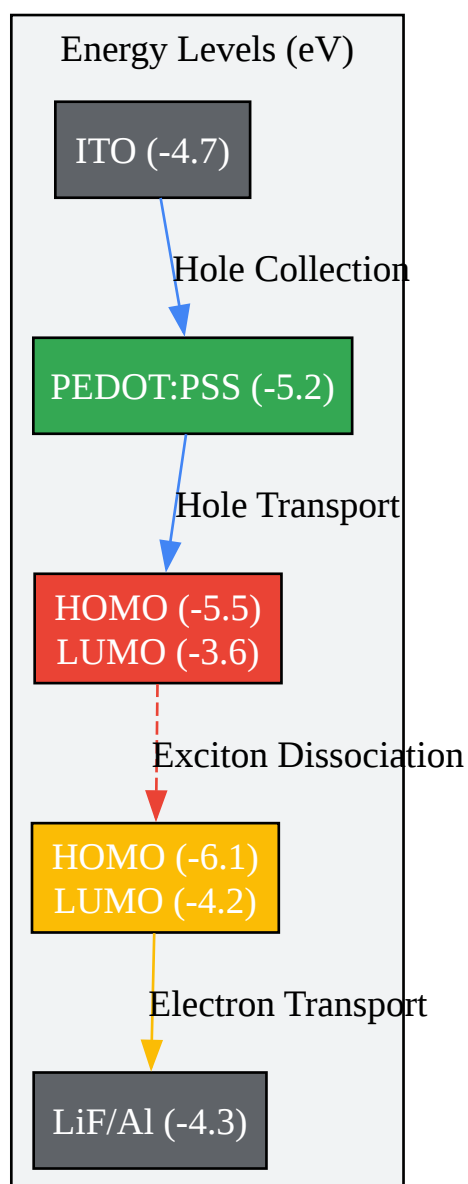 Energy Levels (eV)
ITO (-4.7)
Hole Collection
PEDOT:PSS (-5.2)
Hole Transport
HOMO (-5.5)
LUMO (-3.6)
Exciton Dissociation
HOMO (-6.1)
LUMO (-4.2)
Electron Transport
LiF/Al (-4.3)